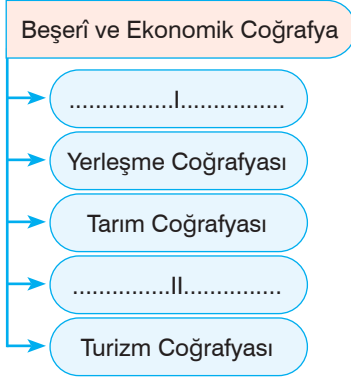 Beşerî ve Ekonomik Coğrafya
................I................
Yerleşme Coğrafyası
Tarım Coğrafyası
...............II...............
Turizm Coğrafyası